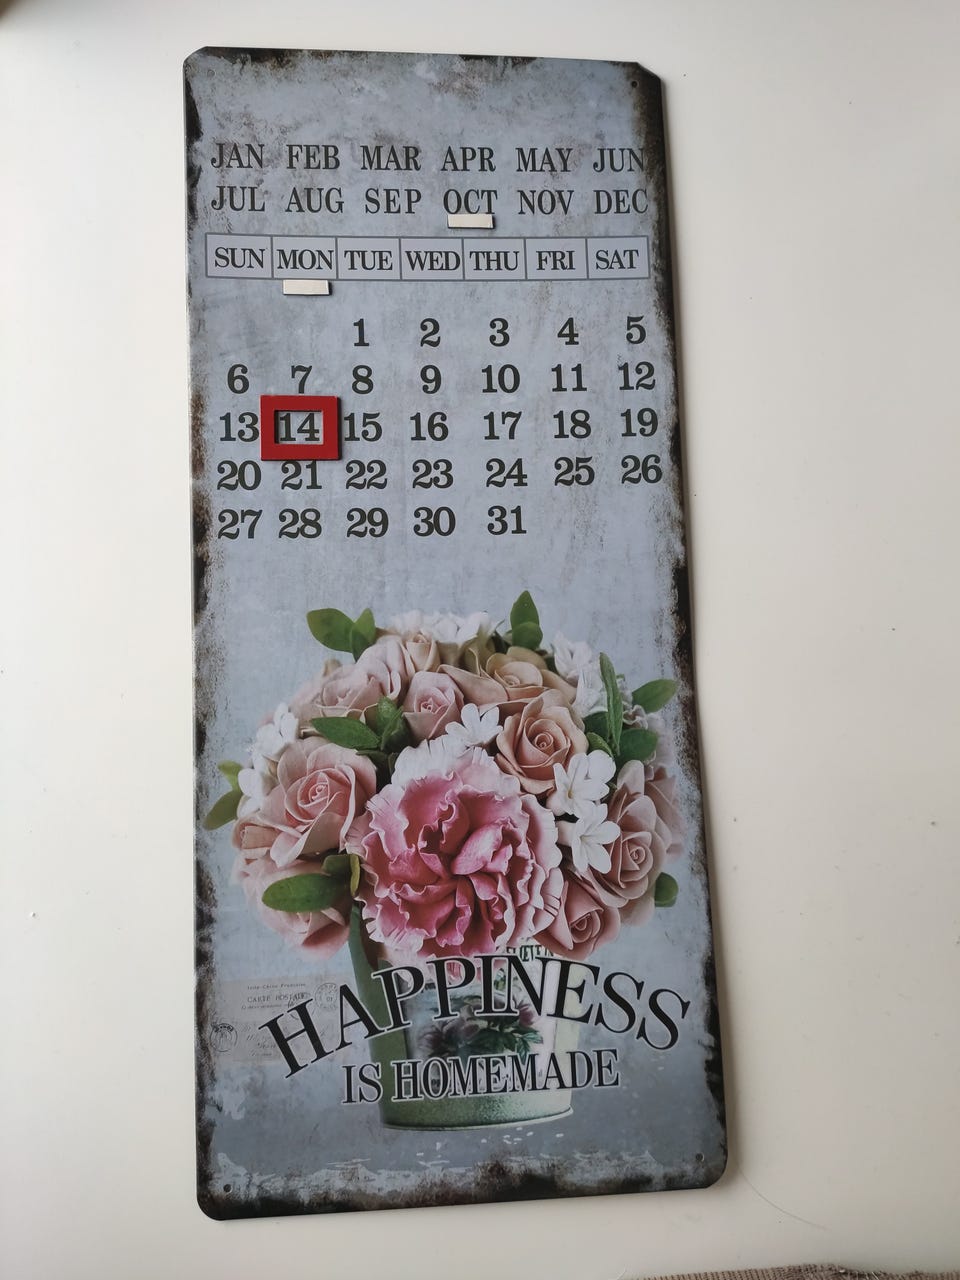 JAN FEB MAR APR MAY JUN
JUL AUG SEP OCT NOV DEC
SUN MON TUE WED THU FRI SAT
1 2 3 4 5
6 7 8 9 10 11 12
13 14 15 16 17 18 19
20 21 22 23 24 25 26
27 28 29 30 31
CARTE POSTALE
HAPPINESS
IS HOMEMADE